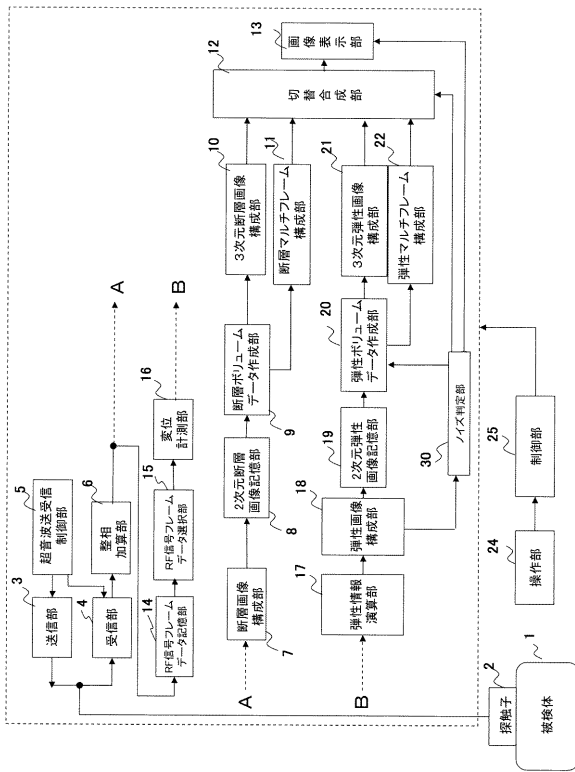 1
被検体
2
探触子
3
送信部
4
受信部
5
超音波送受信
制御部
6
整相
加算部
A
14
RF信号フレーム
データ記憶部
15
RF信号フレーム
データ選択部
16
変位
計測部
B
A
7
断層画像
構成部
8
2次元断層
画像記憶部
9
断層ボリューム
データ作成部
10
3次元断層画像
構成部
11
断層マルチフレーム
構成部
12
切替合成部
13
画像表
示部
B
17
弾性情報
演算部
18
弾性画像
構成部
19
2次元弾性
画像記憶部
20
弾性ボリューム
データ作成部
21
3次元弾性画像
構成部
22
弾性マルチフレーム
構成部
30
ノイズ判定部
24
操作部
25
制御部